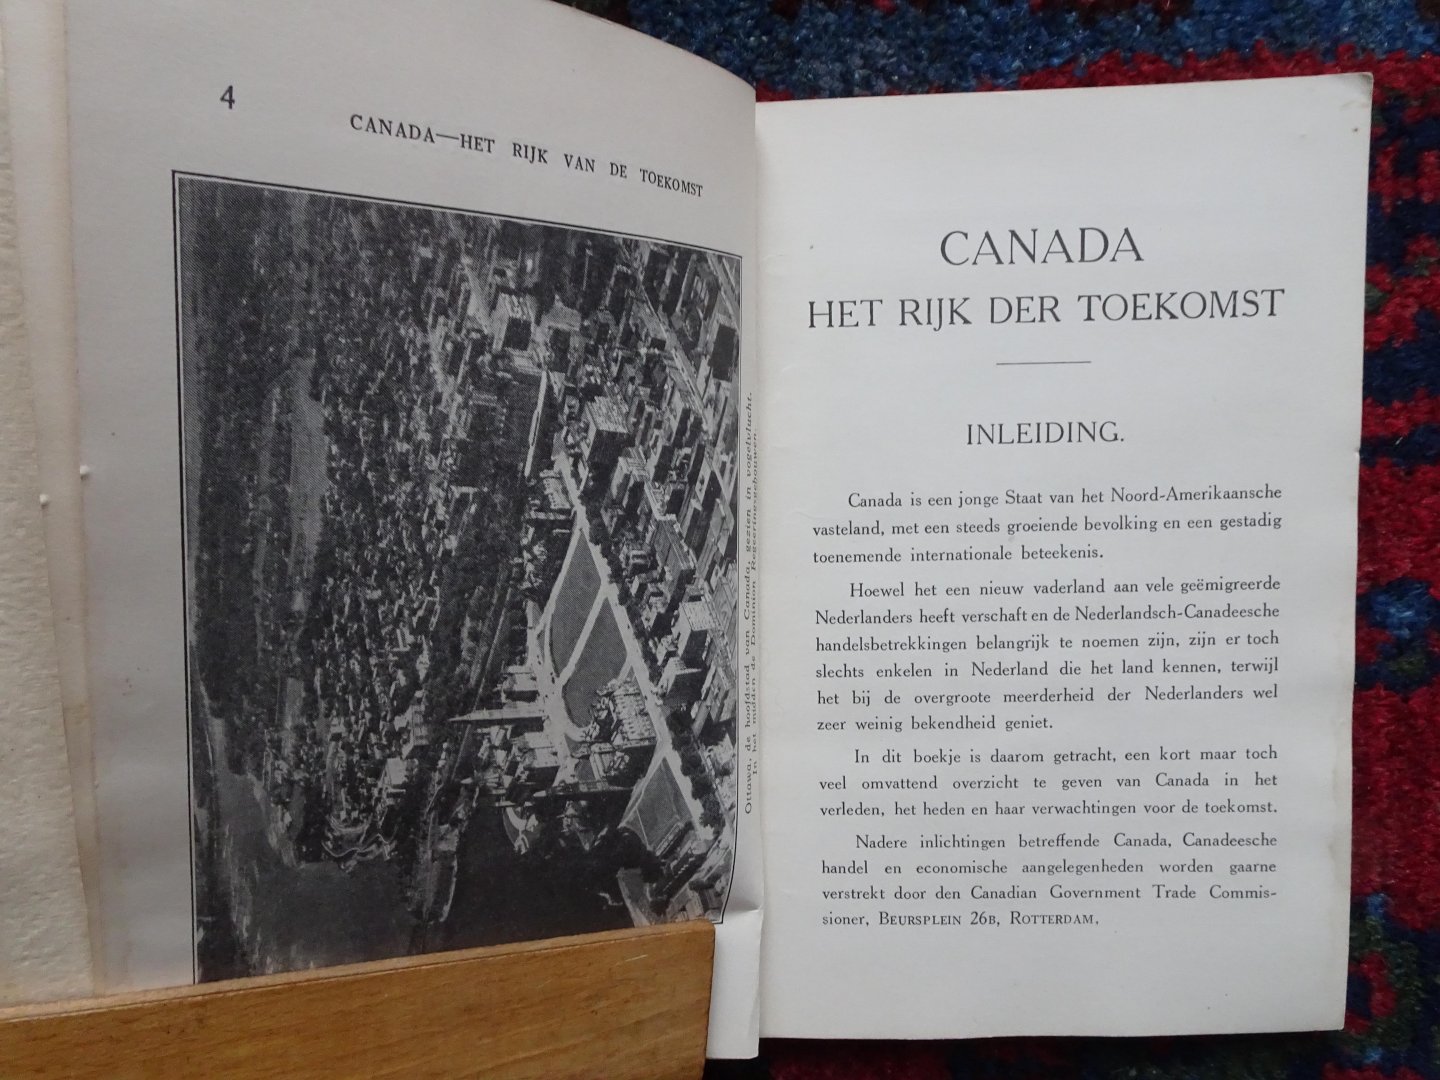 4
CANADA—HET RIJK VAN DE TOEKOMST
Ottawa, de hoofdstad van Canada, gezien in vogelvlucht.
In het midden de Dominion Regeeringsgebouwen.
CANADA
HET RIJK DER TOEKOMST
INLEIDING.
Canada is een jonge Staat van het Noord-Amerikaansche
vasteland, met een steeds groeiende bevolking en een gestadig
toenemende internationale beteekenis.
Hoewel het een nieuw vaderland aan vele geëmigreerde
Nederlanders heeft verschaft en de Nederlandsch-Canadeesche
handelsbetrekkingen belangrijk te noemen zijn, zijn er toch
slechts enkelen in Nederland die het land kennen, terwijl
het bij de overgroote meerderheid der Nederlanders wel
zeer weinig bekendheid geniet.
In dit boekje is daarom getracht, een kort maar toch
veel omvattend overzicht te geven van Canada in het
verleden, het heden en haar verwachtingen voor de toekomst.
Nadere inlichtingen betreffende Canada, Canadeesche
handel en economische aangelegenheden worden gaarne
verstrekt door den Canadian Government Trade Commis-
sioner, BEURSPLEIN 26B, ROTTERDAM,